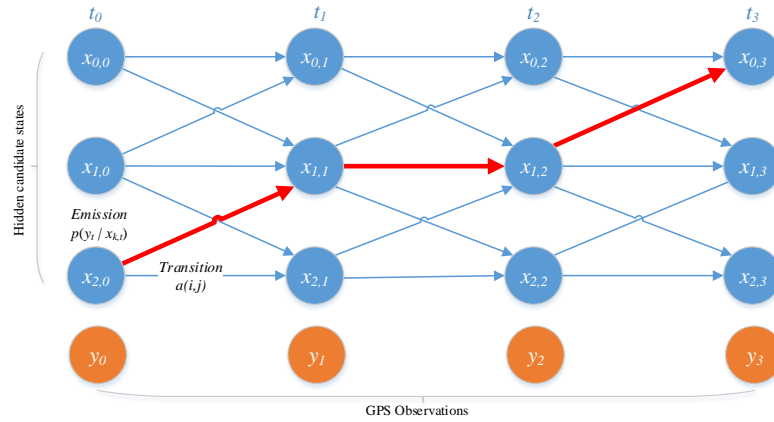 t0 t1 t2 t3
x0,0 x0,1 x0,2 x0,3
Hidden candidate states
x1,0 x1,1 x1,2 x1,3
Emission
p(yt / xk,t)
Transition
a(i,j)
x2,0 x2,1 x2,2 x2,3
y0 y1 y2 y3
GPS Observations